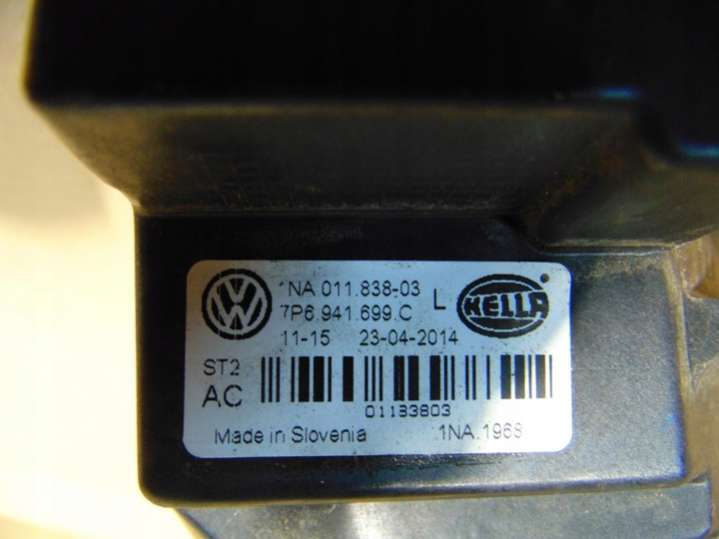 VW
1NA 011.838-03
7P6.941.699.C
L
HELLA
11-15 23-04-2014
ST2
AC
01183803
Made in Slovenia 1NA.1968